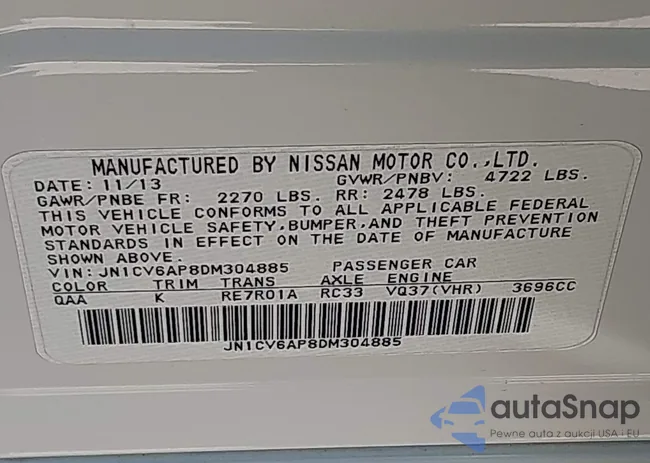 MANUFACTURED BY NISSAN MOTOR CO.,LTD.
DATE: 11/13 GVWR/PNBV: 4722 LBS.
GAWR/PNBE FR: 2270 LBS. RR: 2478 LBS.
THIS VEHICLE CONFORMS TO ALL APPLICABLE FEDERAL
MOTOR VEHICLE SAFETY,BUMPER,AND THEFT PREVENTION
STANDARDS IN EFFECT ON THE DATE OF MANUFACTURE
SHOWN ABOVE.
VIN: JN1CV6AP8DM304885 PASSENGER CAR
COLOR TRIM TRANS AXLE ENGINE
QAA K RE7R01A RC33 VQ37(VHR) 3696CC
JN1CV6AP8DM304885
autaSnap
Pewne auta z aukcji USA i EU